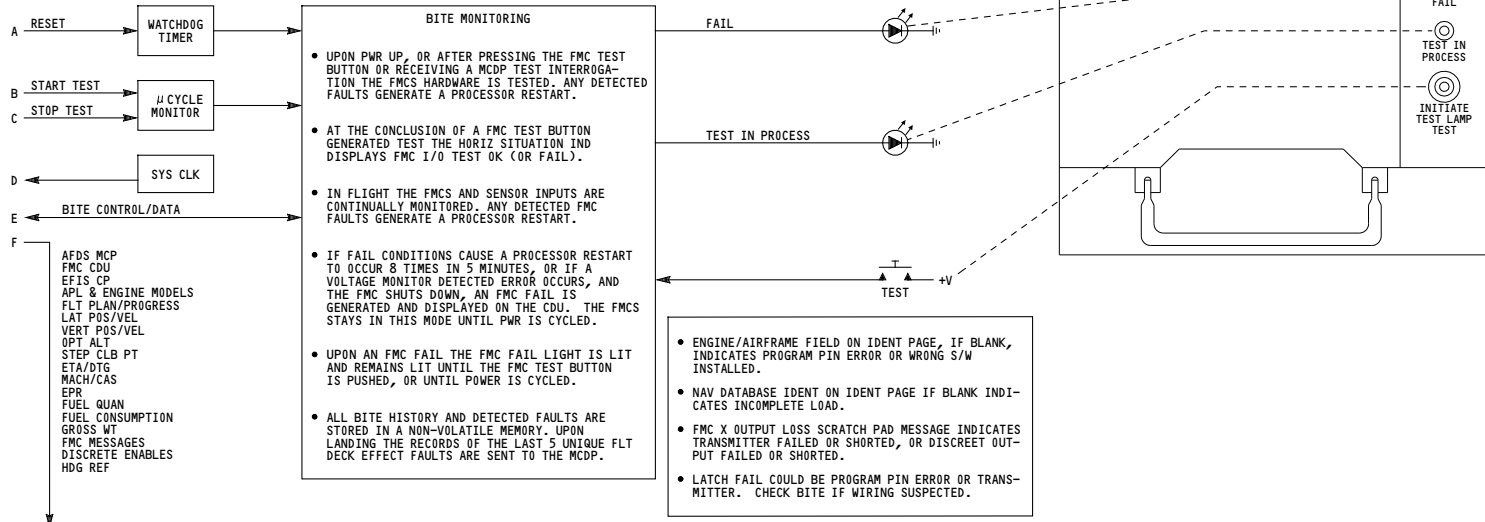 A RESET
WATCHDOG
TIMER
B START TEST
C STOP TEST
μ CYCLE
MONITOR
D
SYS CLK
E BITE CONTROL/DATA
F
AFDS MCP
FMC CDU
EFIS CP
APL & ENGINE MODELS
FLT PLAN/PROGRESS
LAT POS/VEL
VERT POS/VEL
OPT ALT
STEP CLB PT
ETA/DTG
MACH/CAS
EPR
FUEL QUAN
FUEL CONSUMPTION
GROSS WT
FMC MESSAGES
DISCRETE ENABLES
HDG REF
BITE MONITORING
• UPON PWR UP, OR AFTER PRESSING THE FMC TEST
BUTTON OR RECEIVING A MCDP TEST INTERROGA-
TION THE FMCS HARDWARE IS TESTED. ANY DETECTED
FAULTS GENERATE A PROCESSOR RESTART.
• AT THE CONCLUSION OF A FMC TEST BUTTON
GENERATED TEST THE HORIZ SITUATION IND
DISPLAYS FMC I/O TEST OK (OR FAIL).
• IN FLIGHT THE FMCS AND SENSOR INPUTS ARE
CONTINUALLY MONITORED. ANY DETECTED FMC
FAULTS GENERATE A PROCESSOR RESTART.
• IF FAIL CONDITIONS CAUSE A PROCESSOR RESTART
TO OCCUR 8 TIMES IN 5 MINUTES, OR IF A
VOLTAGE MONITOR DETECTED ERROR OCCURS, AND
THE FMC SHUTS DOWN, AN FMC FAIL IS
GENERATED AND DISPLAYED ON THE CDU. THE FMCS
STAYS IN THIS MODE UNTIL PWR IS CYCLED.
• UPON AN FMC FAIL THE FMC FAIL LIGHT IS LIT
AND REMAINS LIT UNTIL THE FMC TEST BUTTON
IS PUSHED, OR UNTIL POWER IS CYCLED.
• ALL BITE HISTORY AND DETECTED FAULTS ARE
STORED IN A NON-VOLATILE MEMORY. UPON
LANDING THE RECORDS OF THE LAST 5 UNIQUE FLT
DECK EFFECT FAULTS ARE SENT TO THE MCDP.
FAIL
TEST IN PROCESS
TEST
+V
• ENGINE/AIRFRAME FIELD ON IDENT PAGE, IF BLANK,
INDICATES PROGRAM PIN ERROR OR WRONG S/W
INSTALLED.
• NAV DATABASE IDENT ON IDENT PAGE IF BLANK INDI-
CATES INCOMPLETE LOAD.
• FMC X OUTPUT LOSS SCRATCH PAD MESSAGE INDICATES
TRANSMITTER FAILED OR SHORTED, OR DISCREET OUT-
PUT FAILED OR SHORTED.
• LATCH FAIL COULD BE PROGRAM PIN ERROR OR TRANS-
MITTER. CHECK BITE IF WIRING SUSPECTED.
FAIL
TEST IN
PROCESS
INITIATE
TEST LAMP
TEST